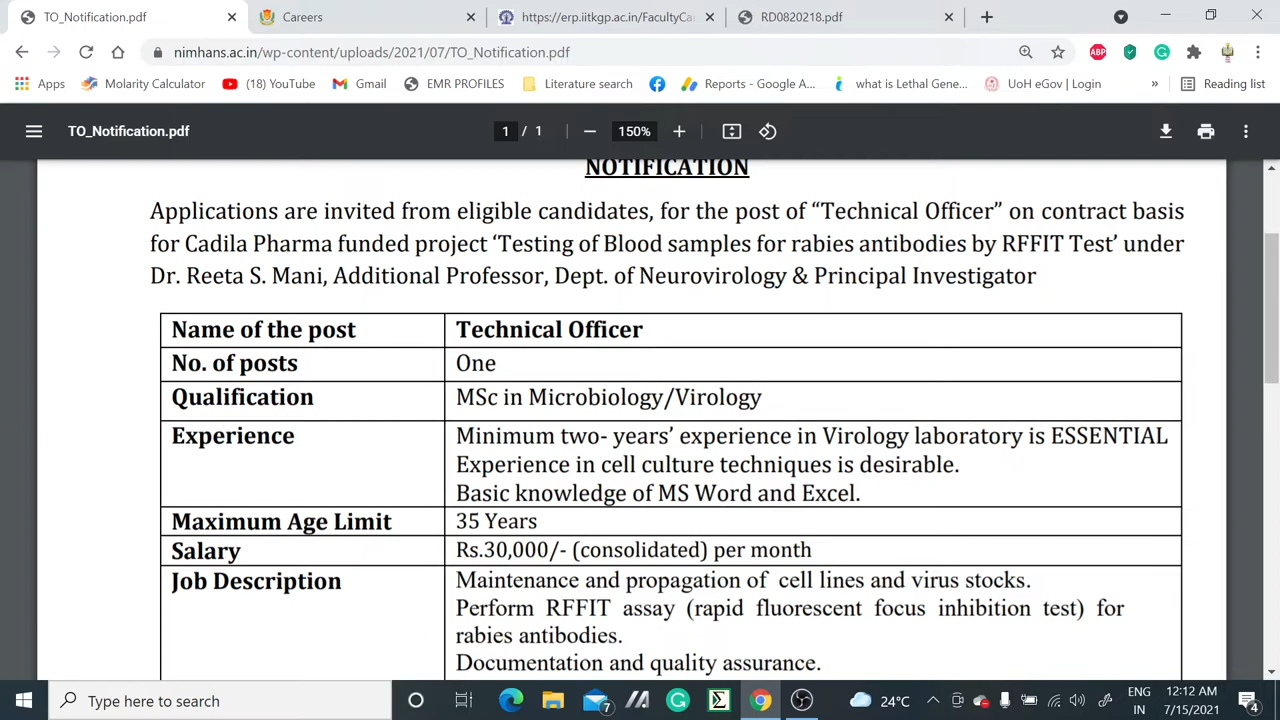 TO_Notification.pdf
Careers
https://erp.iitkgp.ac.in/FacultyCar
RD0820218.pdf
nimhans.ac.in/wp-content/uploads/2021/07/TO_Notification.pdf
ABP
Apps
Molarity Calculator
(18) YouTube
Gmail
EMR PROFILES
Literature search
Reports - Google A...
what is Lethal Gene...
UoH eGov | Login
»
Reading list
TO_Notification.pdf
1 / 1
150%
NOTIFICATION
Applications are invited from eligible candidates, for the post of “Technical Officer” on contract basis
for Cadila Pharma funded project ‘Testing of Blood samples for rabies antibodies by RFFIT Test’ under
Dr. Reeta S. Mani, Additional Professor, Dept. of Neurovirology & Principal Investigator
Name of the post Technical Officer
No. of posts One
Qualification MSc in Microbiology/Virology
Experience Minimum two- years’ experience in Virology laboratory is ESSENTIAL
Experience in cell culture techniques is desirable.
Basic knowledge of MS Word and Excel.
Maximum Age Limit 35 Years
Salary Rs.30,000/- (consolidated) per month
Job Description Maintenance and propagation of cell lines and virus stocks.
Perform RFFIT assay (rapid fluorescent focus inhibition test) for
rabies antibodies.
Documentation and quality assurance.
Type here to search
7
24°C
ENG
IN
12:12 AM
7/15/2021
4